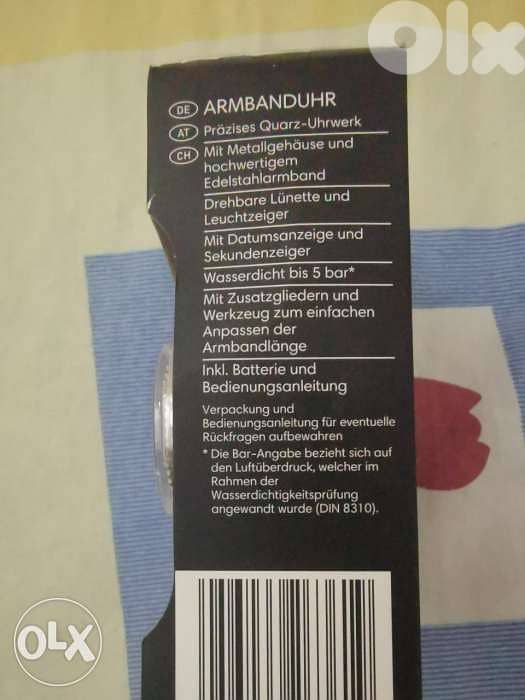 OLX
DE ARMBANDUHR
AT Präzises Quarz-Uhrwerk
CH Mit Metallgehäuse und
hochwertigem
Edelstahlarmband
Drehbare Lünette und
Leuchtzeiger
Mit Datumsanzeige und
Sekundenzeiger
Wasserdicht bis 5 bar*
Mit Zusatzgliedern und
Werkzeug zum einfachen
Anpassen der
Armbandlänge
Inkl. Batterie und
Bedienungsanleitung
Verpackung und
Bedienungsanleitung für eventuelle
Rückfragen aufbewahren
* Die Bar-Angabe bezieht sich auf
den Luftüberdruck, welcher im
Rahmen der
Wasserdichtigkeitsprüfung
angewandt wurde (DIN 8310).
OLX